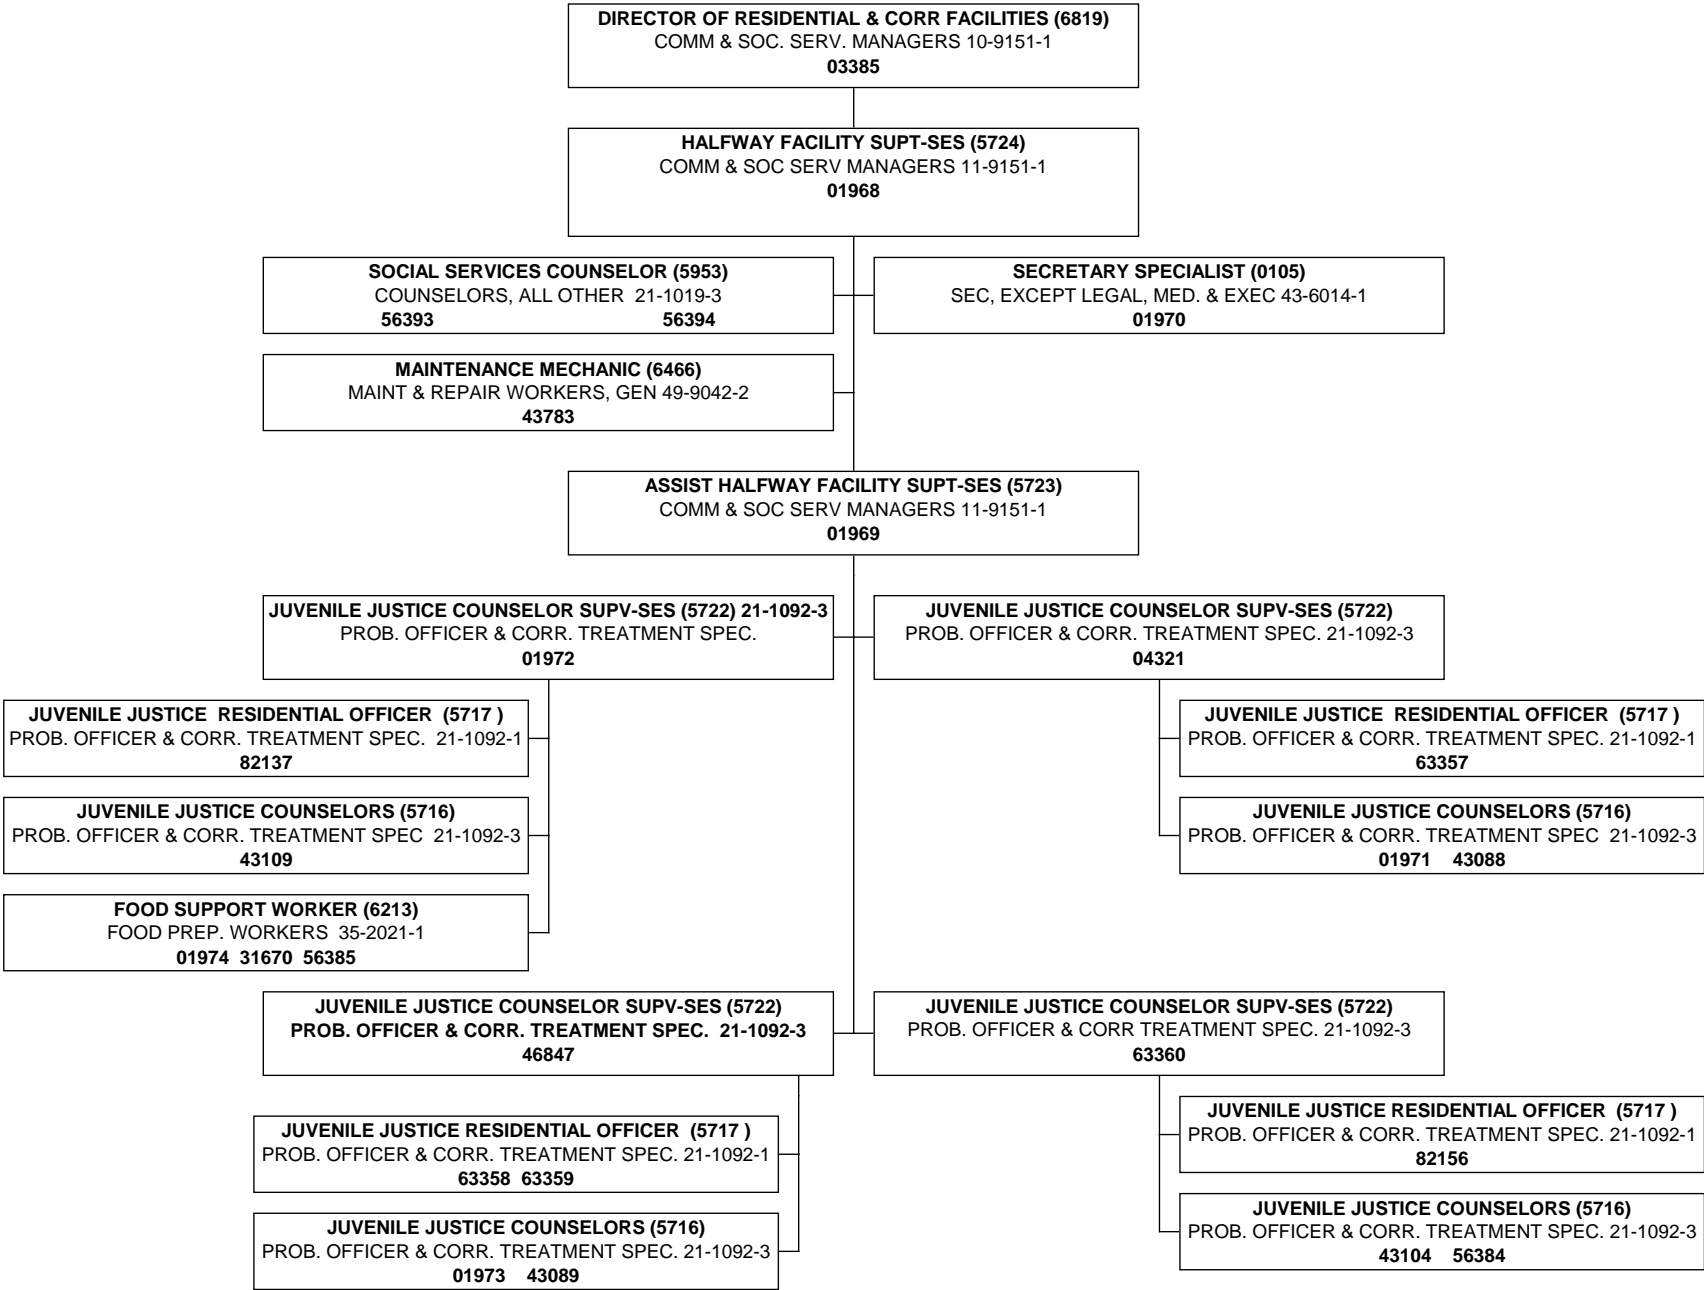 DIRECTOR OF RESIDENTIAL & CORR FACILITIES (6819)
COMM & SOC. SERV. MANAGERS 10-9151-1
03385
HALFWAY FACILITY SUPT-SES (5724)
COMM & SOC SERV MANAGERS 11-9151-1
01968
SOCIAL SERVICES COUNSELOR (5953)
COUNSELORS, ALL OTHER 21-1019-3
56393 56394
SECRETARY SPECIALIST (0105)
SEC, EXCEPT LEGAL, MED. & EXEC 43-6014-1
01970
MAINTENANCE MECHANIC (6466)
MAINT & REPAIR WORKERS, GEN 49-9042-2
43783
ASSIST HALFWAY FACILITY SUPT-SES (5723)
COMM & SOC SERV MANAGERS 11-9151-1
01969
JUVENILE JUSTICE COUNSELOR SUPV-SES (5722) 21-1092-3
PROB. OFFICER & CORR. TREATMENT SPEC.
01972
JUVENILE JUSTICE COUNSELOR SUPV-SES (5722)
PROB. OFFICER & CORR. TREATMENT SPEC. 21-1092-3
04321
JUVENILE JUSTICE RESIDENTIAL OFFICER (5717 )
PROB. OFFICER & CORR. TREATMENT SPEC. 21-1092-1
82137
JUVENILE JUSTICE RESIDENTIAL OFFICER (5717 )
PROB. OFFICER & CORR. TREATMENT SPEC. 21-1092-1
63357
JUVENILE JUSTICE COUNSELORS (5716)
PROB. OFFICER & CORR. TREATMENT SPEC 21-1092-3
43109
JUVENILE JUSTICE COUNSELORS (5716)
PROB. OFFICER & CORR. TREATMENT SPEC 21-1092-3
01971 43088
FOOD SUPPORT WORKER (6213)
FOOD PREP. WORKERS 35-2021-1
01974 31670 56385
JUVENILE JUSTICE COUNSELOR SUPV-SES (5722)
PROB. OFFICER & CORR. TREATMENT SPEC. 21-1092-3
46847
JUVENILE JUSTICE COUNSELOR SUPV-SES (5722)
PROB. OFFICER & CORR TREATMENT SPEC. 21-1092-3
63360
JUVENILE JUSTICE RESIDENTIAL OFFICER (5717 )
PROB. OFFICER & CORR. TREATMENT SPEC. 21-1092-1
63358 63359
JUVENILE JUSTICE RESIDENTIAL OFFICER (5717 )
PROB. OFFICER & CORR. TREATMENT SPEC. 21-1092-1
82156
JUVENILE JUSTICE COUNSELORS (5716)
PROB. OFFICER & CORR. TREATMENT SPEC. 21-1092-3
01973 43089
JUVENILE JUSTICE COUNSELORS (5716)
PROB. OFFICER & CORR. TREATMENT SPEC. 21-1092-3
43104 56384